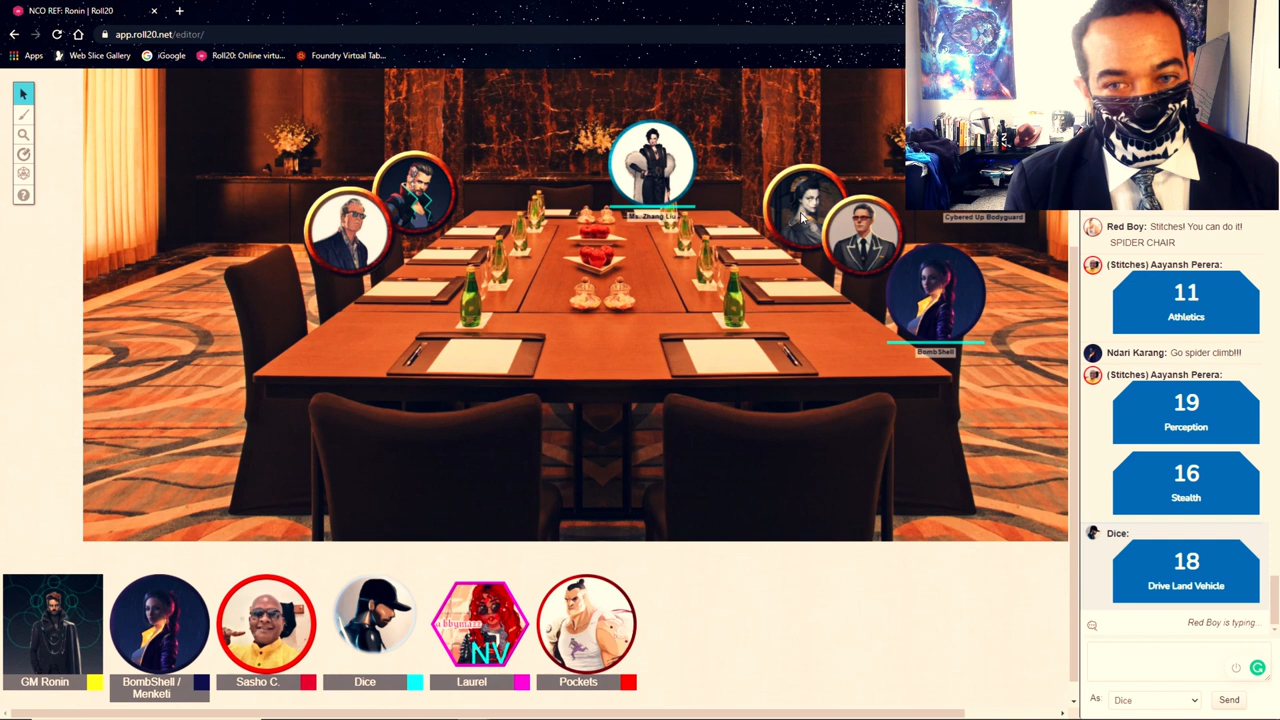 NCO REF: Ronin | Roll20
app.roll20.net/editor/
Apps
Web Slice Gallery
iGoogle
Roll20: Online virtu...
Foundry Virtual Tab...
Ms. Zhang Liu
Cybered Up Bodyguard
BombShell
Red Boy: Stitches! You can do it!
SPIDER CHAIR
(Stitches) Aayansh Perera:
11
Athletics
Ndari Karang: Go spider climb!!!
(Stitches) Aayansh Perera:
19
Perception
16
Stealth
Dice:
18
Drive Land Vehicle
Red Boy is typing...
As:
Dice
Send
NV
GM Ronin
BombShell /
Menketi
Sasho C.
Dice
Laurel
Pockets